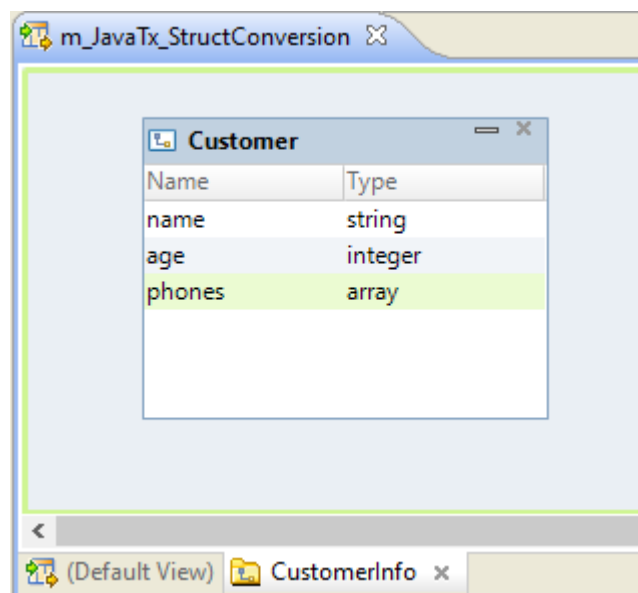 m_JavaTx_StructConversion
Customer
Name Type
name string
age integer
phones array
(Default View) CustomerInfo